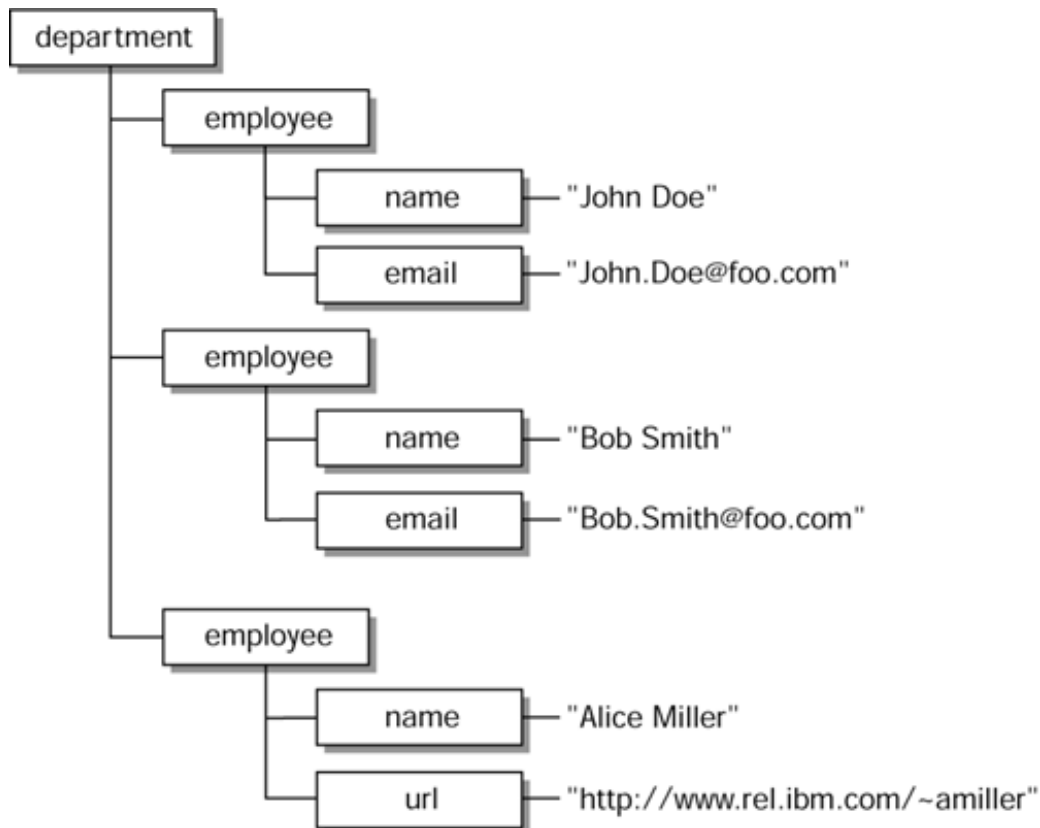 department
employee
name "John Doe"
email "John.Doe@foo.com"
employee
name "Bob Smith"
email "Bob.Smith@foo.com"
employee
name "Alice Miller"
url "http://www.rel.ibm.com/~amiller"